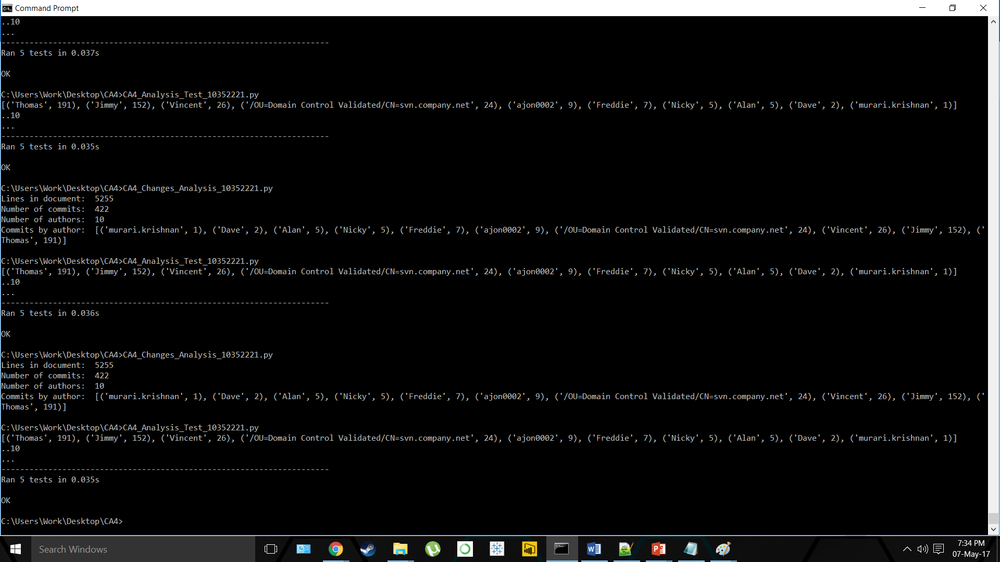 Command Prompt
..10
...
----------------------------------------------------------------------
Ran 5 tests in 0.037s
OK
C:\Users\Work\Desktop\CA4>CA4_Analysis_Test_10352221.py
[('Thomas', 191), ('Jimmy', 152), ('Vincent', 26), ('/OU=Domain Control Validated/CN=svn.company.net', 24), ('ajon0002', 9), ('Freddie', 7), ('Nicky', 5), ('Alan', 5), ('Dave', 2), ('murari.krishnan', 1)]
..10
...
----------------------------------------------------------------------
Ran 5 tests in 0.035s
OK
C:\Users\Work\Desktop\CA4>CA4_Changes_Analysis_10352221.py
Lines in document:  5255
Number of commits:  422
Number of authors:  10
Commits by author:  [('murari.krishnan', 1), ('Dave', 2), ('Alan', 5), ('Nicky', 5), ('Freddie', 7), ('ajon0002', 9), ('/OU=Domain Control Validated/CN=svn.company.net', 24), ('Vincent', 26), ('Jimmy', 152), ('
Thomas', 191)]
C:\Users\Work\Desktop\CA4>CA4_Analysis_Test_10352221.py
[('Thomas', 191), ('Jimmy', 152), ('Vincent', 26), ('/OU=Domain Control Validated/CN=svn.company.net', 24), ('ajon0002', 9), ('Freddie', 7), ('Nicky', 5), ('Alan', 5), ('Dave', 2), ('murari.krishnan', 1)]
..10
...
----------------------------------------------------------------------
Ran 5 tests in 0.036s
OK
C:\Users\Work\Desktop\CA4>CA4_Changes_Analysis_10352221.py
Lines in document:  5255
Number of commits:  422
Number of authors:  10
Commits by author:  [('murari.krishnan', 1), ('Dave', 2), ('Alan', 5), ('Nicky', 5), ('Freddie', 7), ('ajon0002', 9), ('/OU=Domain Control Validated/CN=svn.company.net', 24), ('Vincent', 26), ('Jimmy', 152), ('
Thomas', 191)]
C:\Users\Work\Desktop\CA4>CA4_Analysis_Test_10352221.py
[('Thomas', 191), ('Jimmy', 152), ('Vincent', 26), ('/OU=Domain Control Validated/CN=svn.company.net', 24), ('ajon0002', 9), ('Freddie', 7), ('Nicky', 5), ('Alan', 5), ('Dave', 2), ('murari.krishnan', 1)]
..10
...
----------------------------------------------------------------------
Ran 5 tests in 0.035s
OK
C:\Users\Work\Desktop\CA4>
Search Windows
7:34 PM
07-May-17